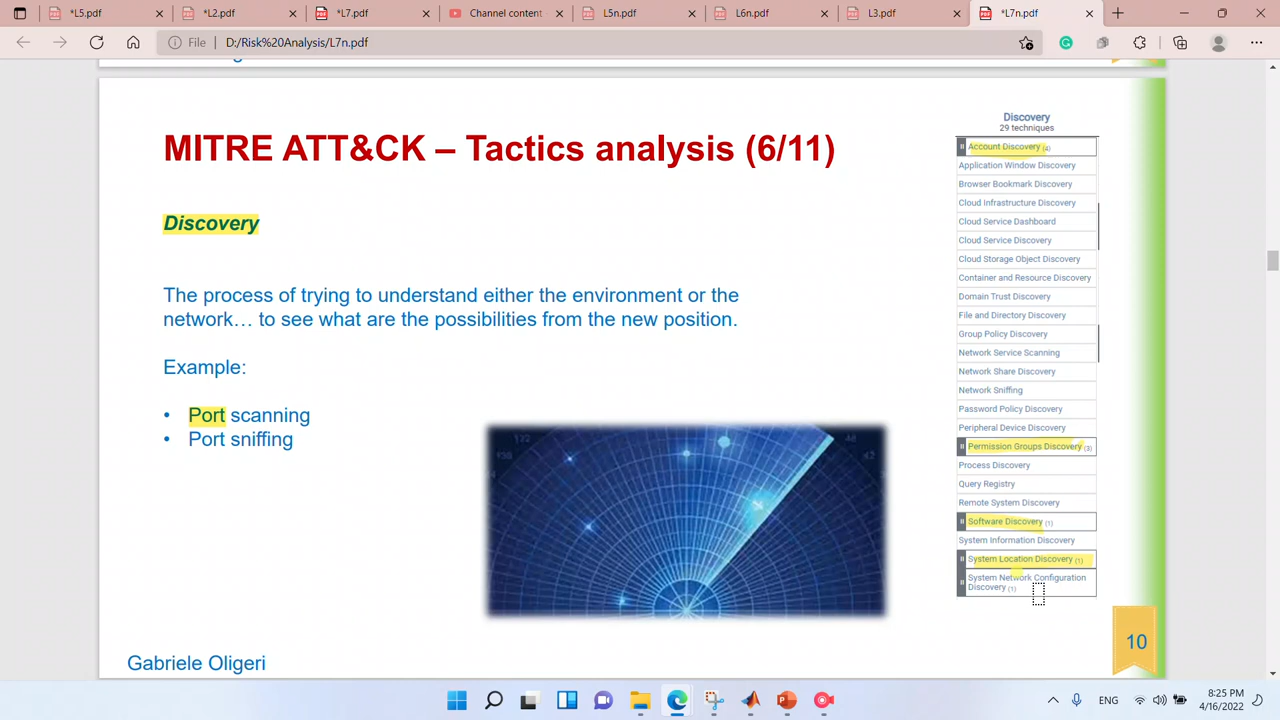 *L5.pdf
*L2.pdf
*L7.pdf
Channel content
L5n.pdf
L6n.pdf
L3.pdf
*L7n.pdf
File
D:/Risk%20Analysis/L7n.pdf
MITRE ATT&CK – Tactics analysis (6/11)
Discovery
The process of trying to understand either the environment or the
network… to see what are the possibilities from the new position.
Example:
• Port scanning
• Port sniffing
Discovery
29 techniques
Account Discovery (4)
Application Window Discovery
Browser Bookmark Discovery
Cloud Infrastructure Discovery
Cloud Service Dashboard
Cloud Service Discovery
Cloud Storage Object Discovery
Container and Resource Discovery
Domain Trust Discovery
File and Directory Discovery
Group Policy Discovery
Network Service Scanning
Network Share Discovery
Network Sniffing
Password Policy Discovery
Peripheral Device Discovery
Permission Groups Discovery (3)
Process Discovery
Query Registry
Remote System Discovery
Software Discovery (1)
System Information Discovery
System Location Discovery (1)
System Network Configuration
Discovery (1)
10
Gabriele Oligeri
ENG
8:25 PM
4/16/2022